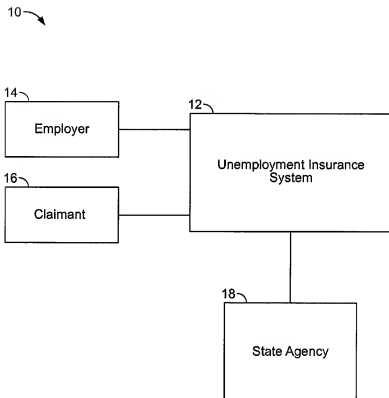 10
14
Employer
12
Unemployment Insurance
System
16
Claimant
18
State Agency